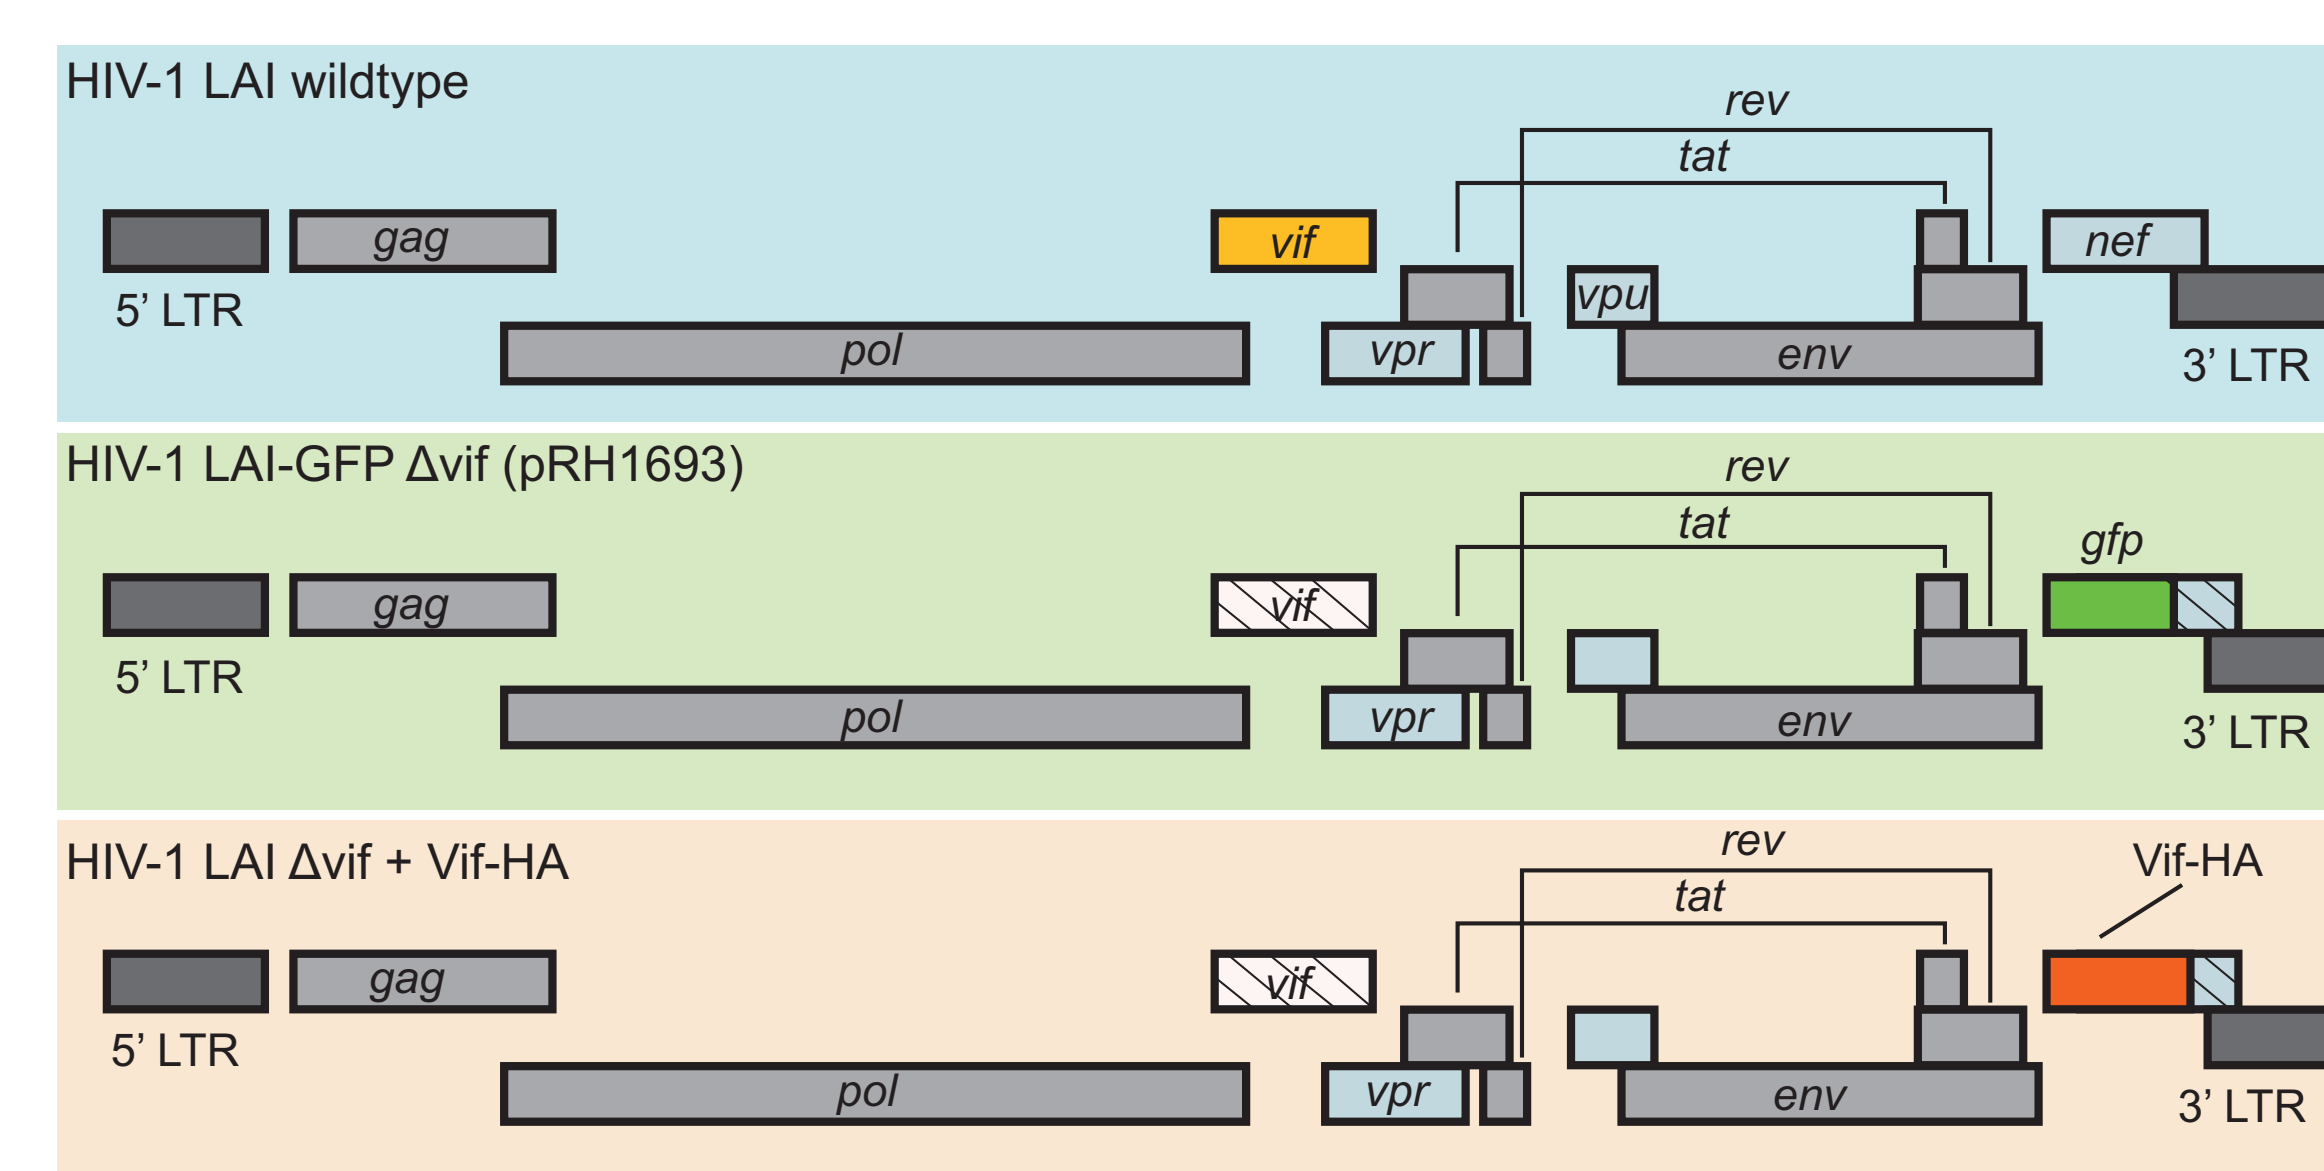 HIV-1 LAI wildtype
rev
tat
gag
vif
nef
5’ LTR
vpu
pol
vpr
env
3’ LTR
HIV-1 LAI-GFP Δvif (pRH1693)
rev
tat
gfp
gag
vif
5’ LTR
pol
vpr
env
3’ LTR
HIV-1 LAI Δvif + Vif-HA
rev
Vif-HA
tat
gag
vif
5’ LTR
pol
vpr
env
3’ LTR